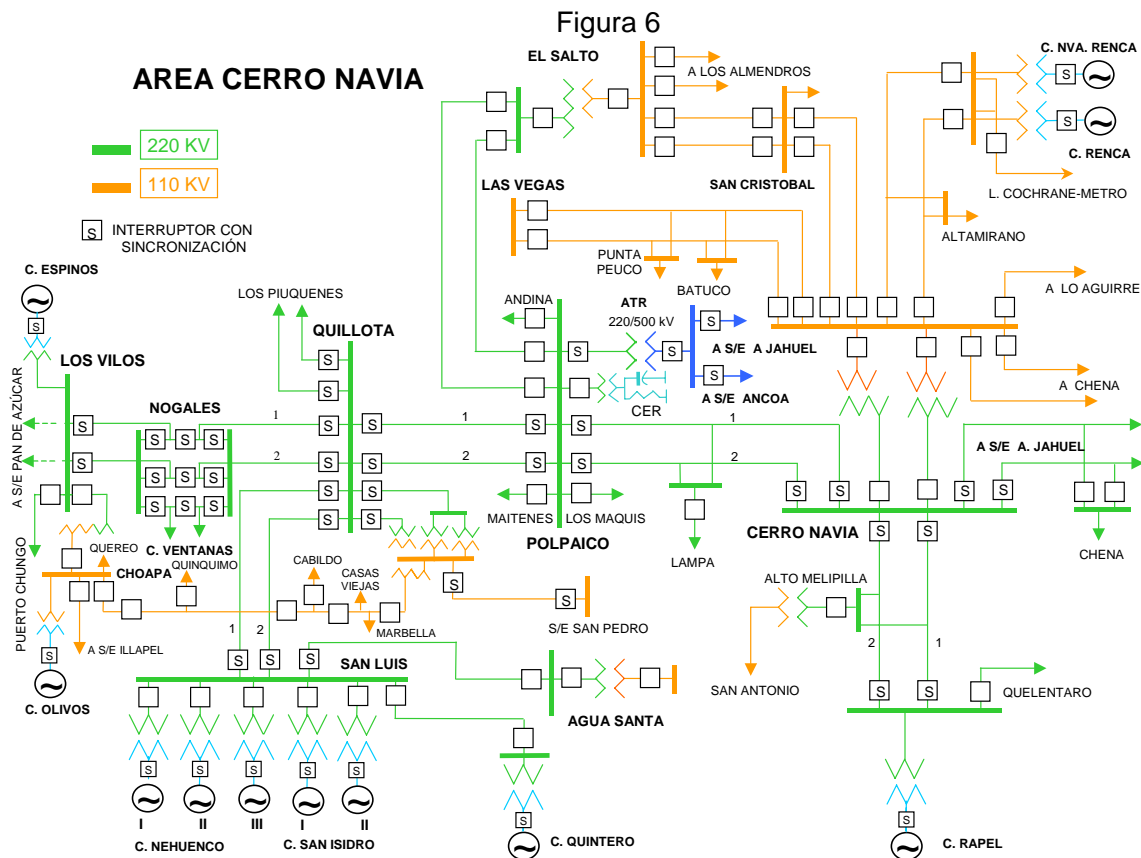 Figura 6
AREA CERRO NAVIA
220 KV
110 KV
S INTERRUPTOR CON
SINCRONIZACIÓN
EL SALTO
A LOS ALMENDROS
SAN CRISTOBAL
C. NVA. RENCA
S
S
C. RENCA
L. COCHRANE-METRO
ALTAMIRANO
LAS VEGAS
PUNTA
PEUCO
BATUCO
A LO AGUIRRE
A CHENA
C. ESPINOS
S
LOS VILOS
A S/E PAN DE AZÚCAR
S
S
PUERTO CHUNGO
NOGALES
S S S
S S S
S S S
C. VENTANAS
1
2
LOS PIUQUENES
QUILLOTA
S
S
S S
S S
S S
S S
1
2
ANDINA
ATR
220/500 kV
S
S
S
S
A S/E A JAHUEL
A S/E ANCOA
CER
S S
S S
MAITENES
LOS MAQUIS
POLPAICO
1
2
LAMPA
A S/E A. JAHUEL
S S S S
CERRO NAVIA
S S
CHENA
CHOAPA
QUEREO
QUINQUIMO
CABILDO
CASAS
VIEJAS
MARBELLA
S
S
S/E SAN PEDRO
A S/E ILLAPEL
S
C. OLIVOS
1
2
S S S
SAN LUIS
AGUA SANTA
ALTO MELIPILLA
2
1
SAN ANTONIO
S S
QUELENTARO
S S S S S
I
II
III
I
II
C. NEHUENCO
C. SAN ISIDRO
S
C. QUINTERO
S
C. RAPEL